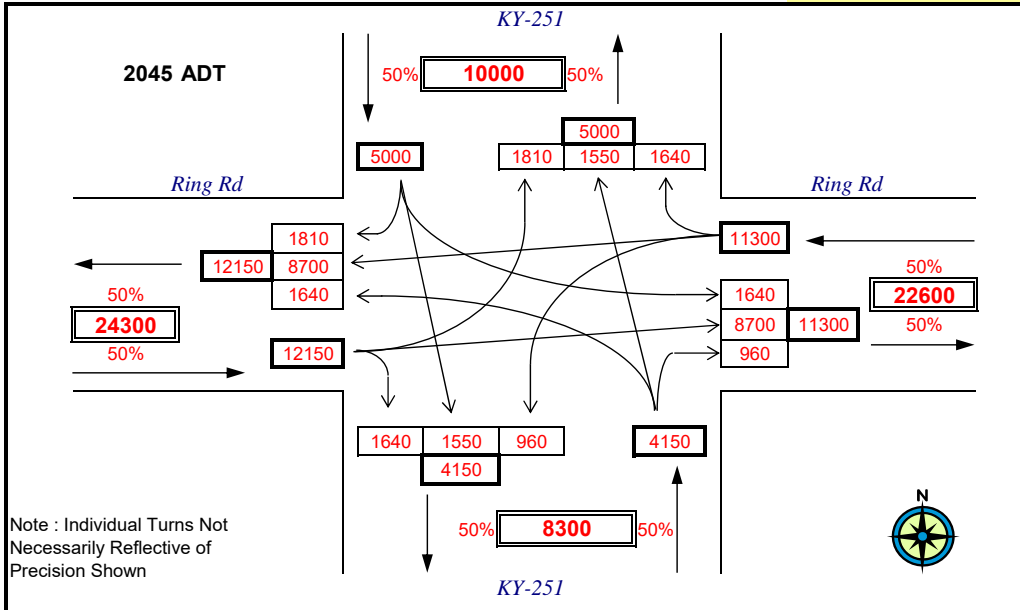 KY-251
2045 ADT
50% 10000 50%
5000
5000
1810 1550 1640
Ring Rd
Ring Rd
1810
11300
12150 8700
1640
50%
50%
22600
24300
1640
50%
8700 11300
50%
12150
960
1640 1550 960
4150
4150
Note : Individual Turns Not
Necessarily Reflective of
Precision Shown
50% 8300 50%
N
KY-251